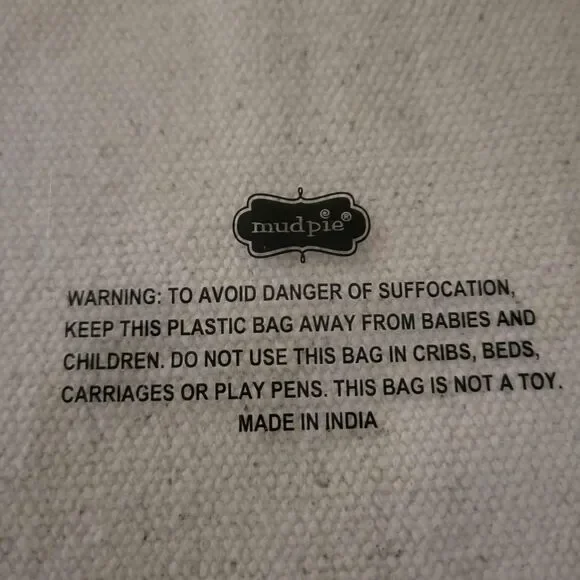 mudpie®
WARNING: TO AVOID DANGER OF SUFFOCATION,
KEEP THIS PLASTIC BAG AWAY FROM BABIES AND
CHILDREN. DO NOT USE THIS BAG IN CRIBS, BEDS,
CARRIAGES OR PLAY PENS. THIS BAG IS NOT A TOY.
MADE IN INDIA